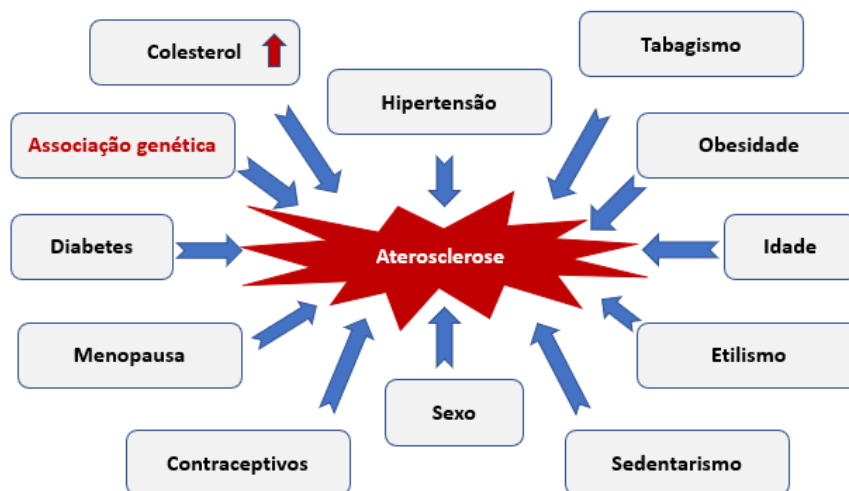 Colesterol
Tabagismo
Hipertensão
Associação genética
Obesidade
Diabetes
Aterosclerose
Idade
Menopausa
Etilismo
Sexo
Contraceptivos
Sedentarismo